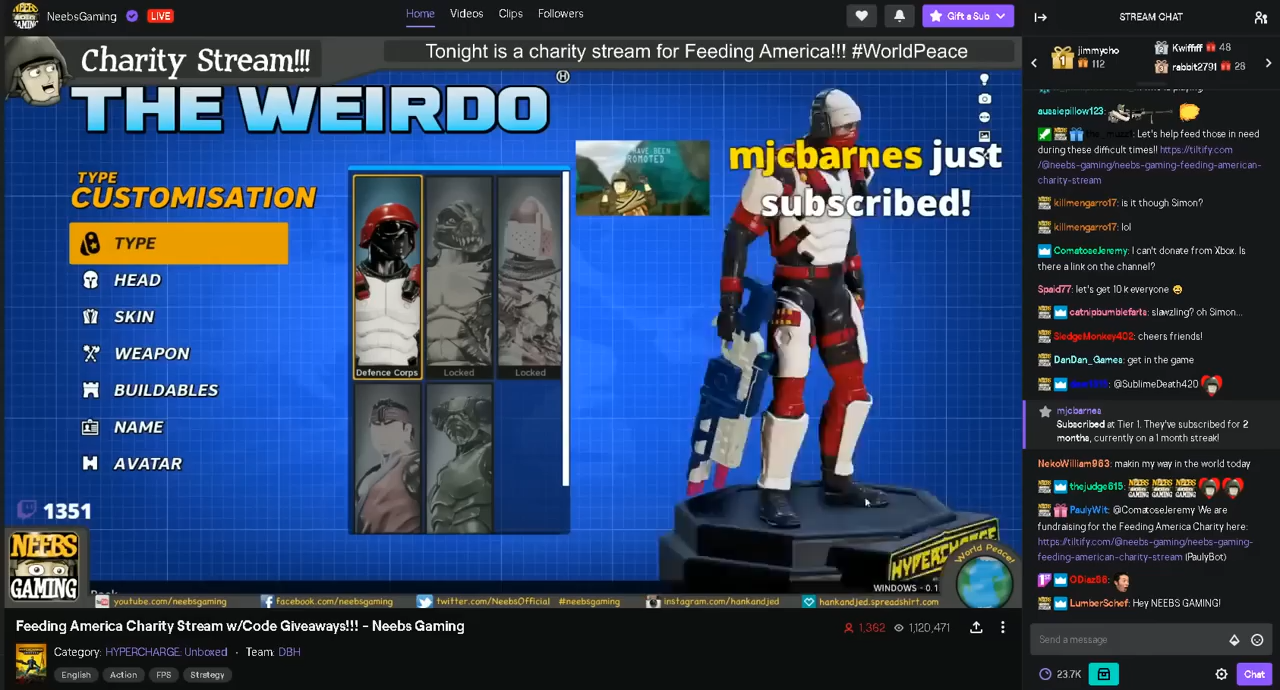 NeebsGaming LIVE
Home Videos Clips Followers
Gift a Sub
STREAM CHAT
Charity Stream!!!
Tonight is a charity stream for Feeding America!!! #WorldPeace
THE WEIRDO
TYPE
CUSTOMISATION
TYPE
HEAD
SKIN
WEAPON
BUILDABLES
NAME
AVATAR
Defence Corps
Locked
Locked
HAVE BEEN
PROMOTED
mjcbarnes just
subscribed!
HYPERCHARGE
World Peace!
WINDOWS - 0.1
1351
NEEBS
GAMING
youtube.com/neebsgaming
facebook.com/neebsgaming
twitter.com/NeebsOfficial #neebsgaming
instagram.com/hankandjed
hankandjed.spreadshirt.com
Feeding America Charity Stream w/Code Giveaways!!! - Neebs Gaming
1,362 1,120,471
Category: HYPERCHARGE: Unboxed · Team: DBH
English Action FPS Strategy
1 jimmycho
112
Kwiffiff 48
rabbit2791 28
aussiepillow123:
Let's help feed those in need
during these difficult times!! https://tiltify.com
/@neebs-gaming/neebs-gaming-feeding-american-
charity-stream
killmengarro17: is it though Simon?
killmengarro17: lol
ComatoseJeremy: I can't donate from Xbox. Is
there a link on the channel?
Spaid77: let's get 10 k everyone
catnipbumblefarts: slawzling? oh Simon...
SledgeMonkey402: cheers friends!
DanDan_Games: get in the game
@SublimeDeath420
mjcbarnes
Subscribed at Tier 1. They've subscribed for 2
months, currently on a 1 month streak!
NekoWilliam963: makin my way in the world today
thejudge615:
PaulyWit: @ComatoseJeremy We are
fundraising for the Feeding America Charity here:
https://tiltify.com/@neebs-gaming/neebs-gaming-
feeding-american-charity-stream (PaulyBot)
ODiaz86:
LumberSchef: Hey NEEBS GAMING!
Send a message
23.7K
Chat